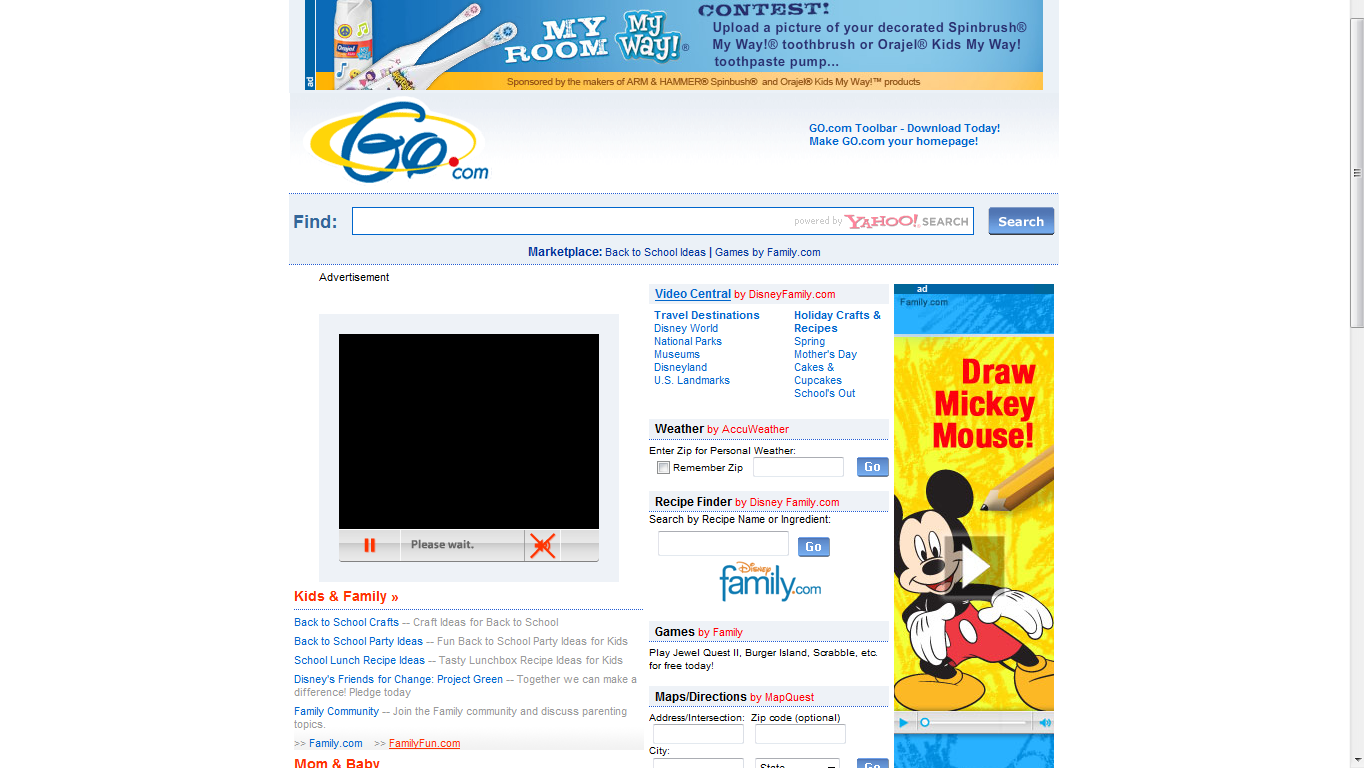 CONTEST!
MY ROOM My Way!®
Upload a picture of your decorated Spinbrush®
My Way!® toothbrush or Orajel® Kids My Way!
toothpaste pump...
ad
Orajel
Sponsored by the makers of ARM & HAMMER® Spinbush® and Orajel® Kids My Way!™ products
Go.com
GO.com Toolbar - Download Today!
Make GO.com your homepage!
Find:
powered by YAHOO! SEARCH
Search
Marketplace: Back to School Ideas | Games by Family.com
Advertisement
Please wait.
Kids & Family »
Back to School Crafts -- Craft Ideas for Back to School
Back to School Party Ideas -- Fun Back to School Party Ideas for Kids
School Lunch Recipe Ideas -- Tasty Lunchbox Recipe Ideas for Kids
Disney's Friends for Change: Project Green -- Together we can make a
difference! Pledge today
Family Community -- Join the Family community and discuss parenting
topics.
>> Family.com >> FamilyFun.com
Mom & Baby
Video Central by DisneyFamily.com
Travel Destinations
Disney World
National Parks
Museums
Disneyland
U.S. Landmarks
Holiday Crafts &
Recipes
Spring
Mother's Day
Cakes &
Cupcakes
School's Out
Weather by AccuWeather
Enter Zip for Personal Weather:
Remember Zip
Go
Recipe Finder by Disney Family.com
Search by Recipe Name or Ingredient:
Go
Disney
family.com
Games by Family
Play Jewel Quest II, Burger Island, Scrabble, etc.
for free today!
Maps/Directions by MapQuest
Address/Intersection: Zip code (optional)
City:
State
Go
ad
Family.com
Draw
Mickey
Mouse!